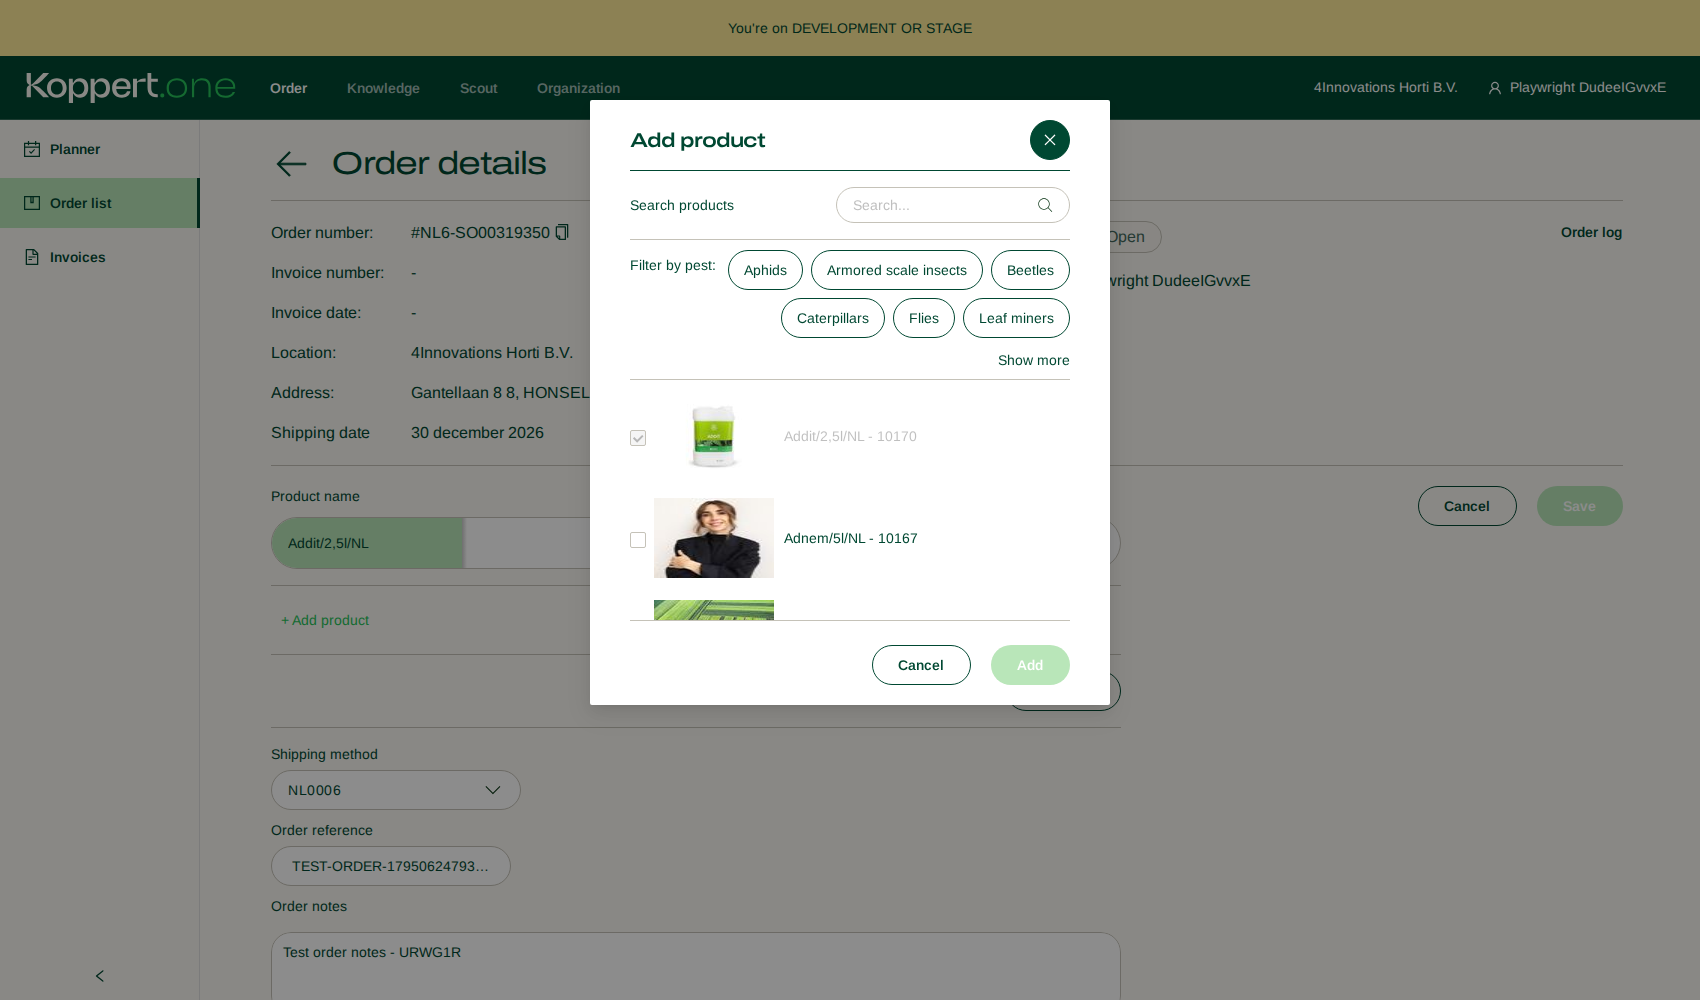 You're on DEVELOPMENT OR STAGE
Koppert.one
Order
Knowledge
Scout
Organization
4Innovations Horti B.V.
Playwright DudeeIGvvxE
Planner
Order list
Invoices
Order details
Order number:
#NL6-SO00319350
Open
Order log
Invoice number:
-
wright DudeeIGvvxE
Invoice date:
-
Location:
4Innovations Horti B.V.
Address:
Gantellaan 8 8, HONSEL
Shipping date
30 december 2026
Product name
Cancel
Save
Addit/2,5l/NL
+ Add product
Shipping method
NL0006
Order reference
TEST-ORDER-17950624793...
Order notes
Test order notes - URWG1R
Add product
Search products
Search...
Filter by pest:
Aphids
Armored scale insects
Beetles
Caterpillars
Flies
Leaf miners
Show more
Addit/2,5l/NL - 10170
Adnem/5l/NL - 10167
Cancel
Add